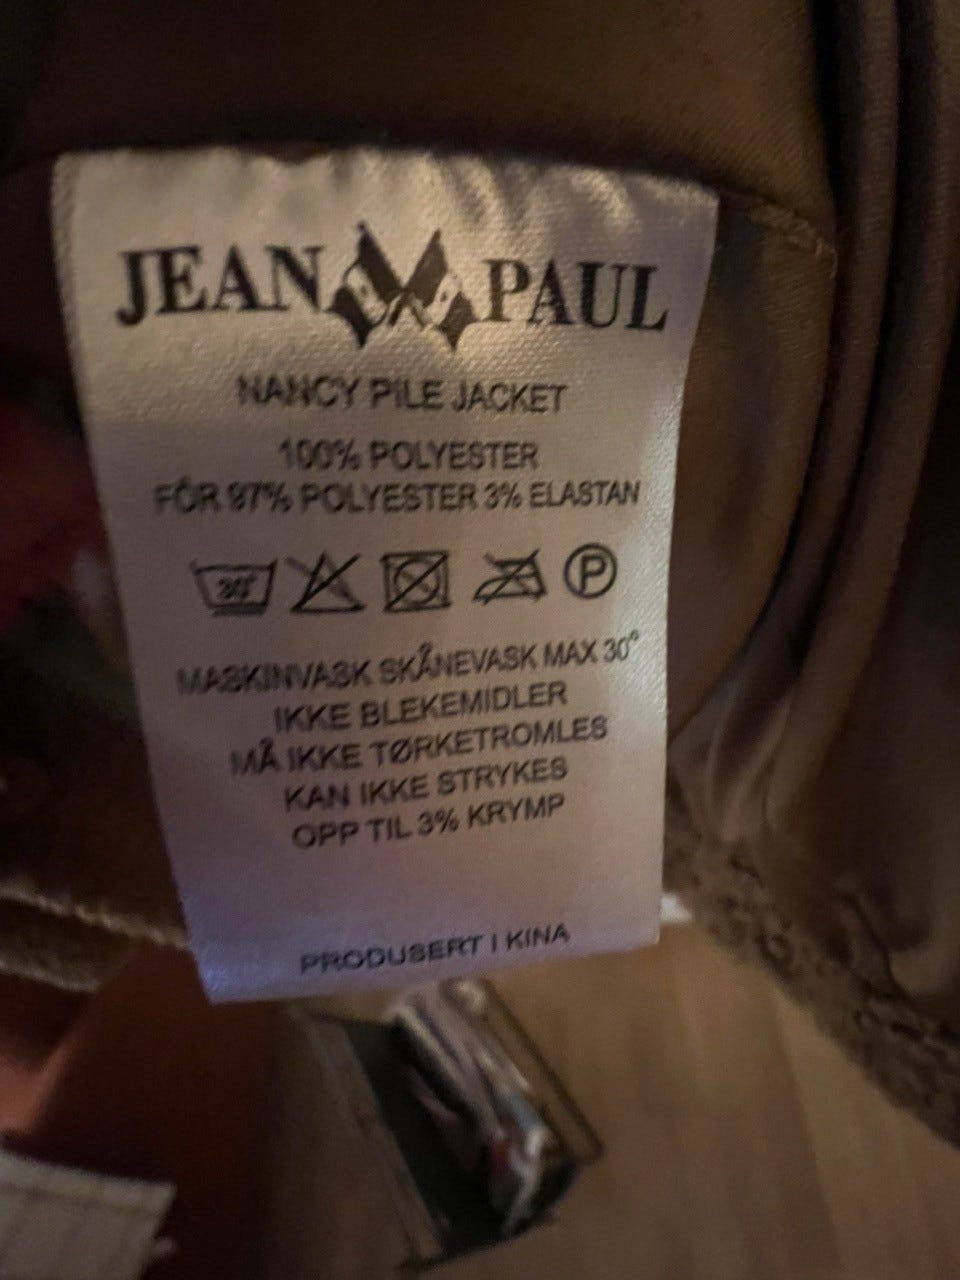 JEAN PAUL
NANCY PILE JACKET
100% POLYESTER
FÓR 97% POLYESTER 3% ELASTAN
30° P
MASKINVASK SKÅNEVASK MAX 30°
IKKE BLEKEMIDLER
MÅ IKKE TØRKETROMLES
KAN IKKE STRYKES
OPP TIL 3% KRYMP
PRODUSERT I KINA